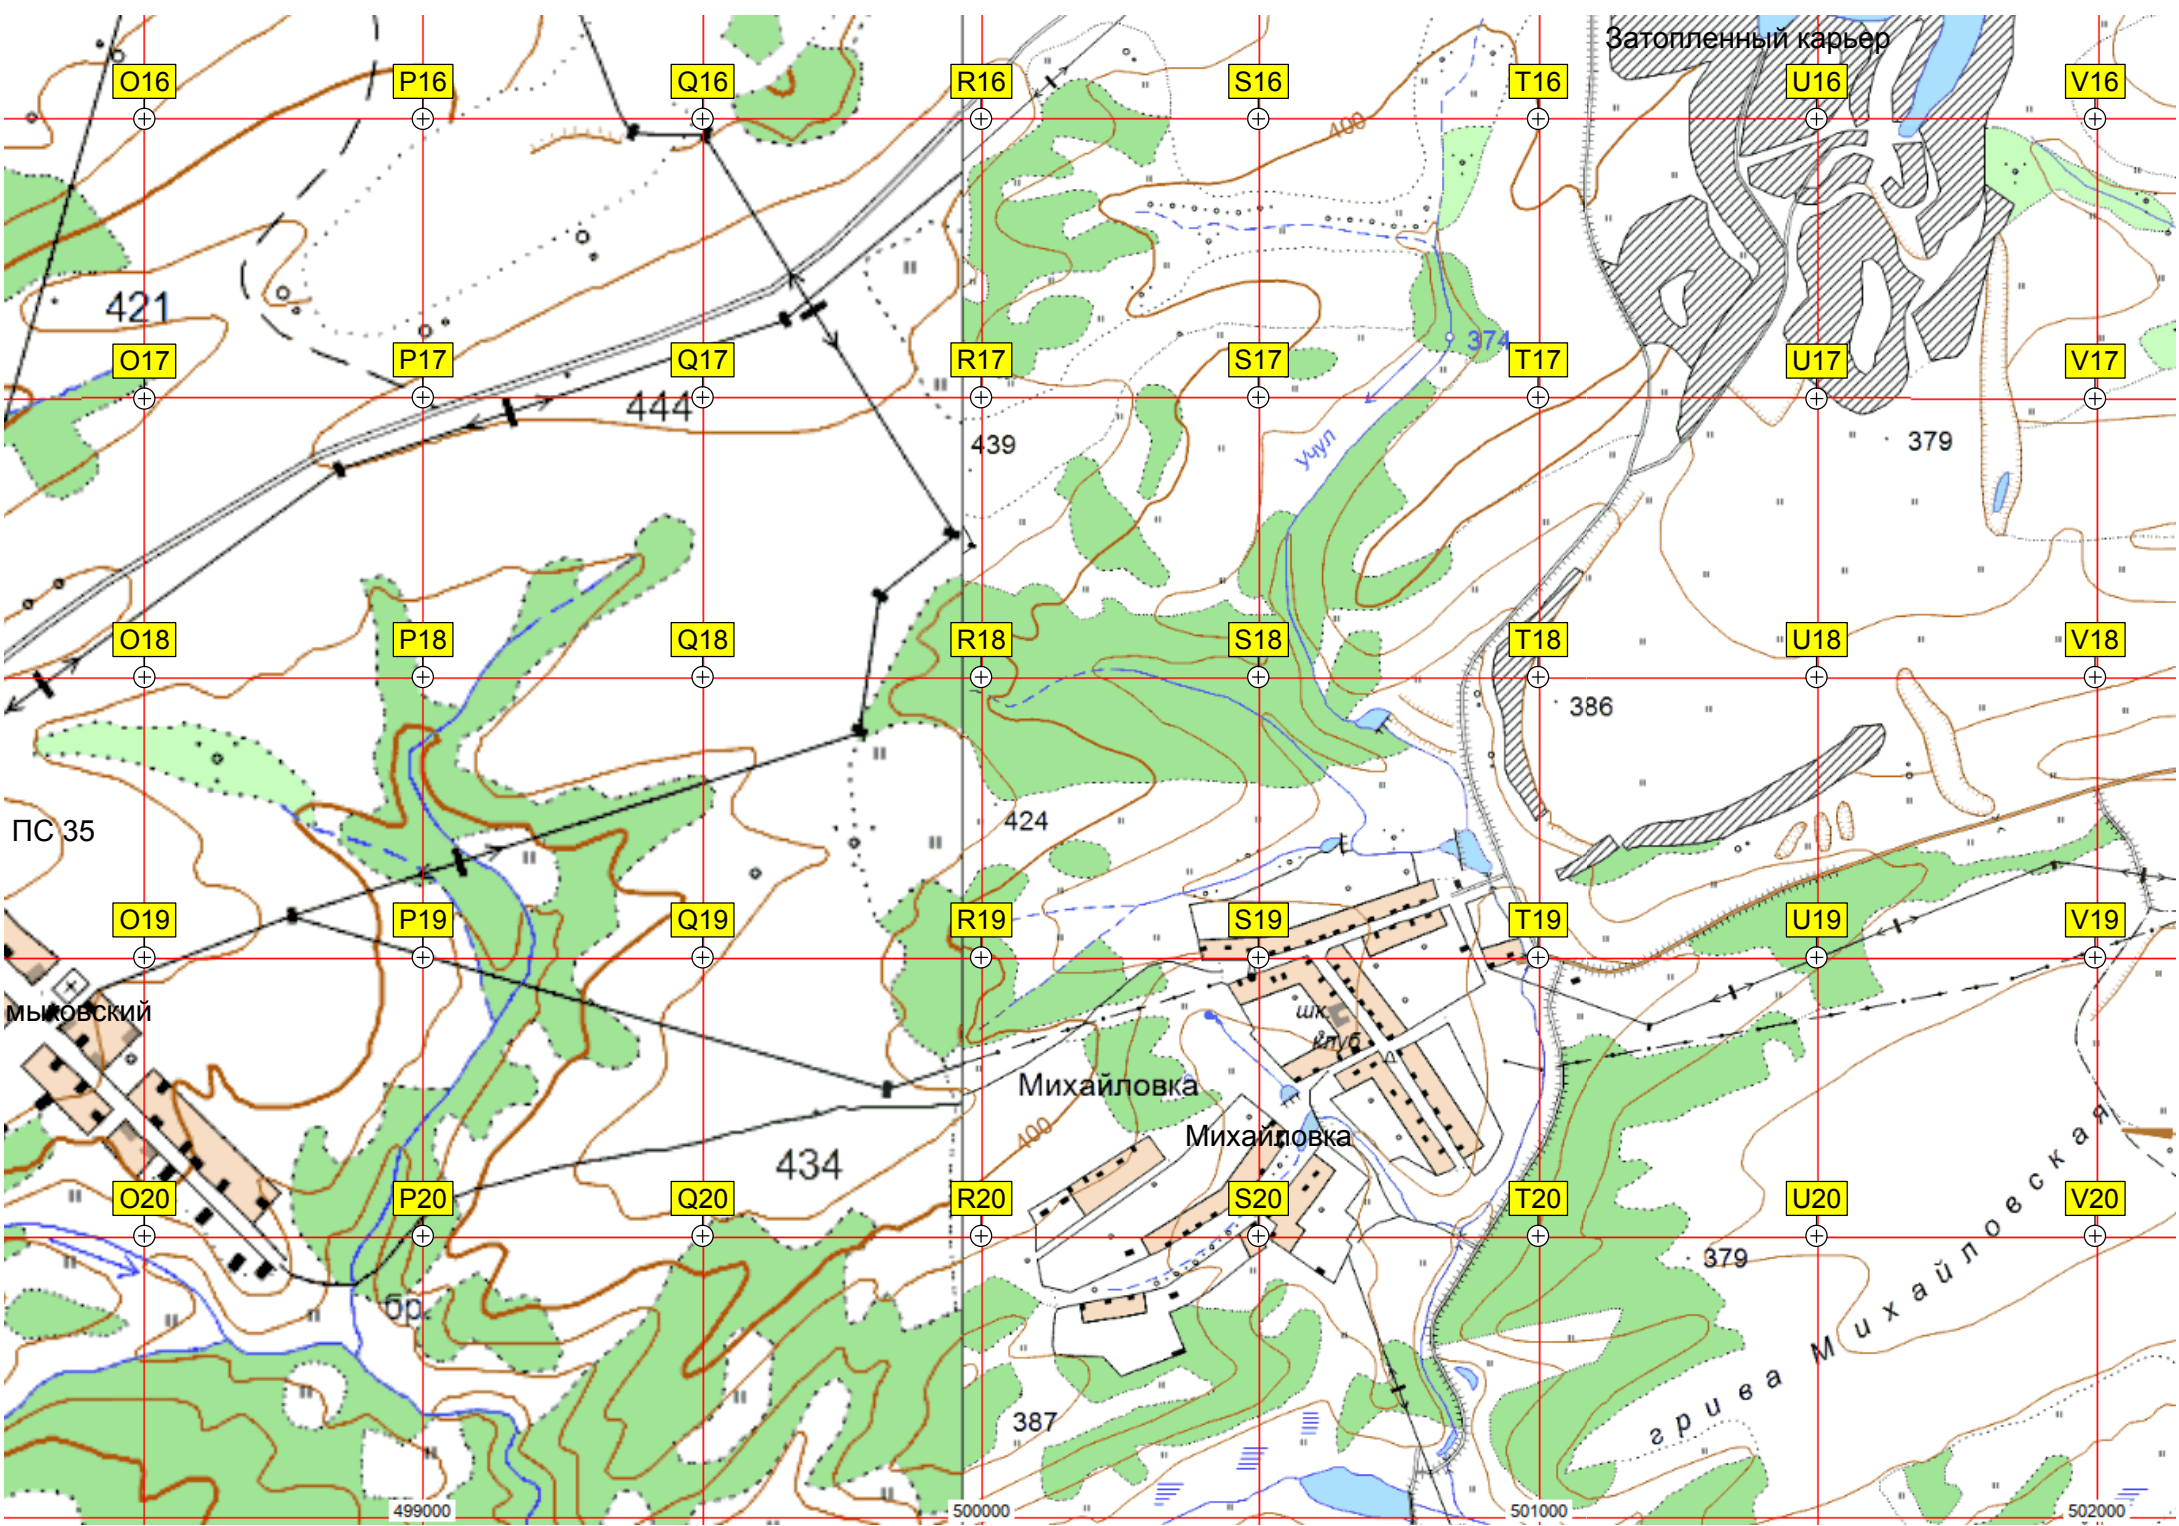 Затопленный карьер
O16 P16 Q16 R16 S16 T16 U16 V16
400
421
374
O17 P17 Q17 R17 S17 T17 U17 V17
444
439
Учул
379
O18 P18 Q18 R18 S18 T18 U18 V18
386
ПС 35
424
O19 P19 Q19 R19 S19 T19 U19 V19
мыковский
шк.
клуб
Михайловка
400
Михайловка
434
O20 P20 Q20 R20 S20 T20 U20 V20
379
бр.
грива Михайловская
387
499000 500000 501000 502000